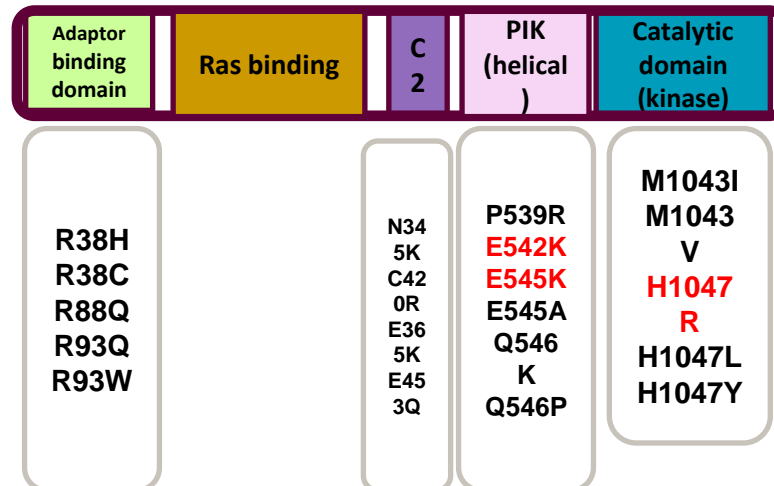 Adaptor
binding
domain
Ras binding
C
2
PIK
(helical
)
Catalytic
domain
(kinase)
R38H
R38C
R88Q
R93Q
R93W
N34
5K
C42
0R
E36
5K
E45
3Q
P539R
E542K
E545K
E545A
Q546
K
Q546P
M1043I
M1043
V
H1047
R
H1047L
H1047Y